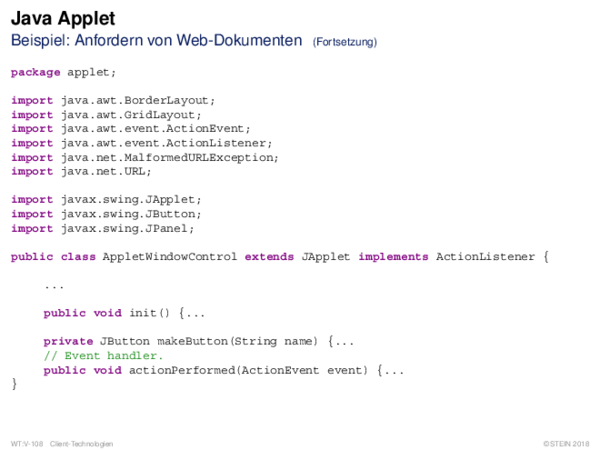 Java Applet
Beispiel: Anfordern von Web-Dokumenten (Fortsetzung)
package applet;
import java.awt.BorderLayout;
import java.awt.GridLayout;
import java.awt.event.ActionEvent;
import java.awt.event.ActionListener;
import java.net.MalformedURLException;
import java.net.URL;
import javax.swing.JApplet;
import javax.swing.JButton;
import javax.swing.JPanel;
public class AppletWindowControl extends JApplet implements ActionListener {
...
public void init() {...
private JButton makeButton(String name) {...
// Event handler.
public void actionPerformed(ActionEvent event) {...
}
WT:V-108 Client-Technologien ©STEIN 2018